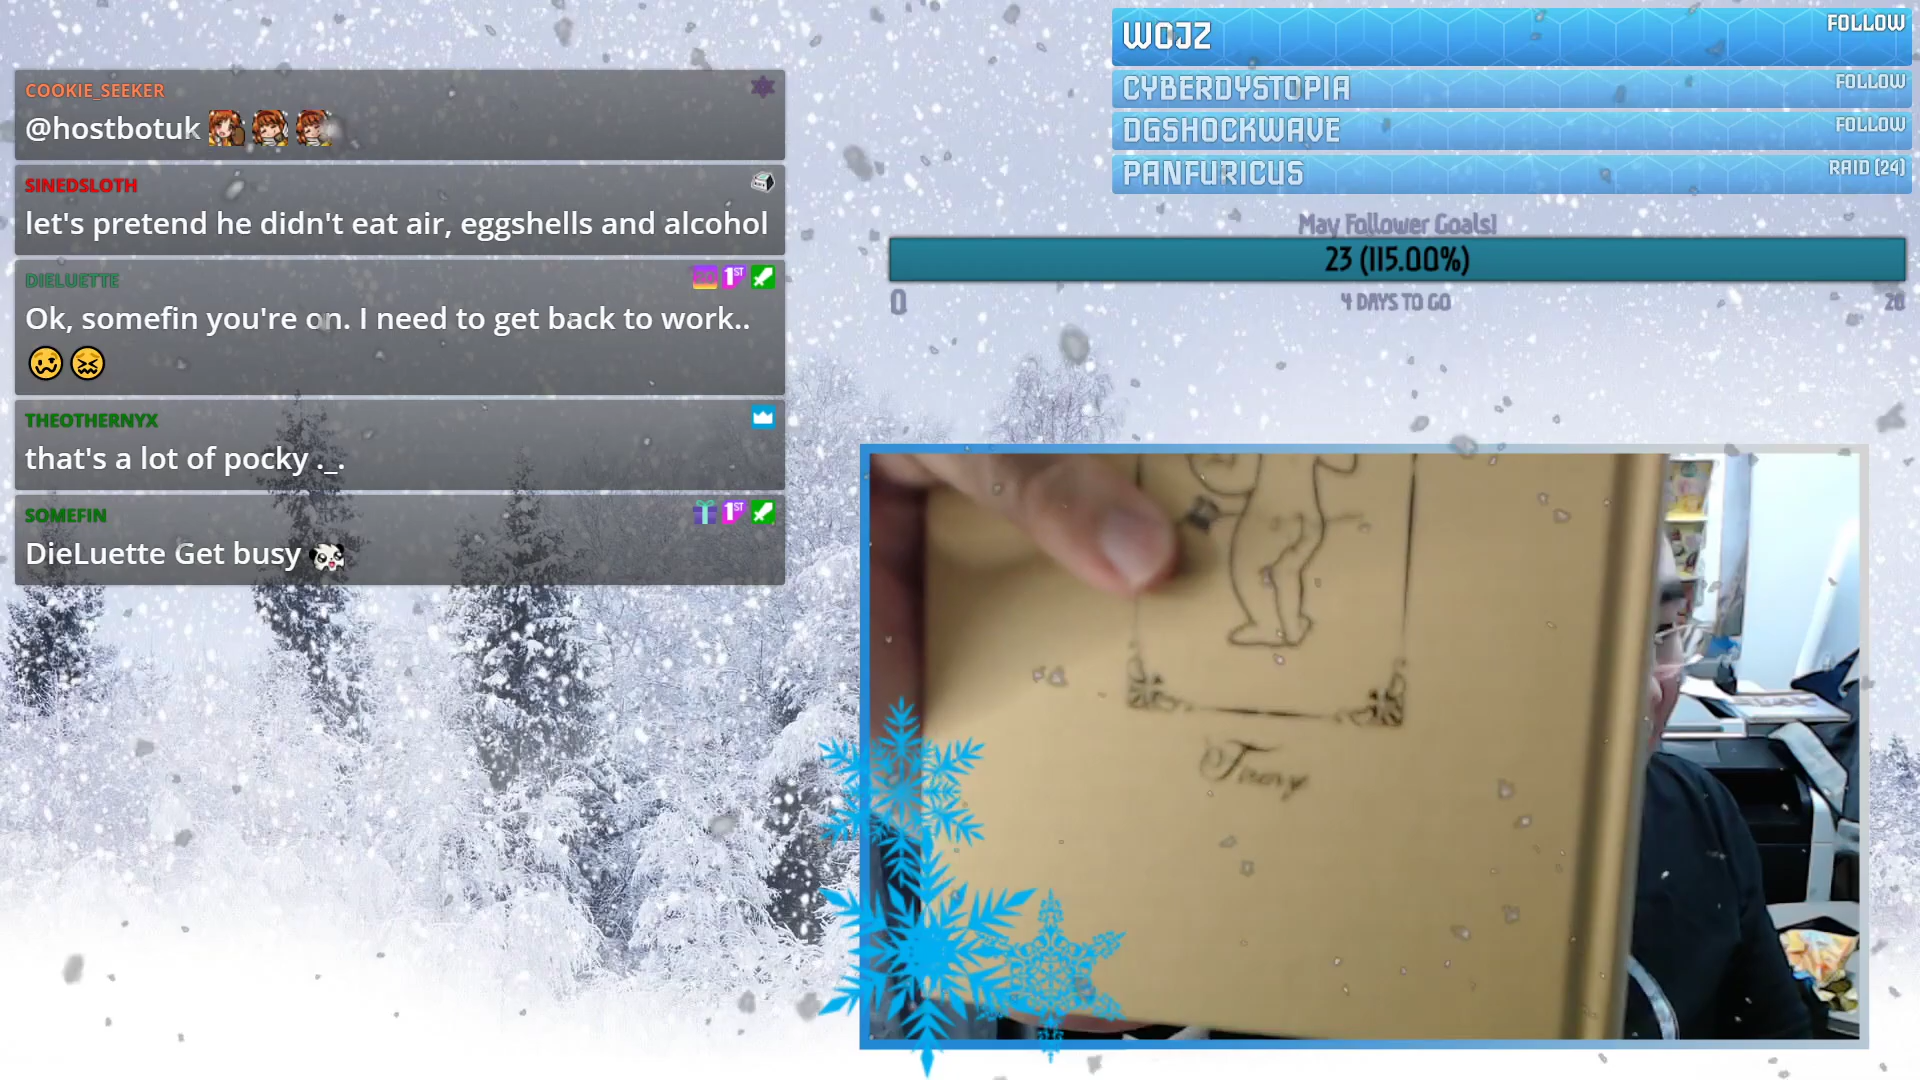 COOKIE_SEEKER
@hostbotuk
SINEDSLOTH
let's pretend he didn't eat air, eggshells and alcohol
DIELUETTE
1ST
Ok, somefin you're on. I need to get back to work..
THEOTHERNYX
that's a lot of pocky ._.
SOMEFIN
1ST
DieLuette Get busy
WOJZ FOLLOW
CYBERDYSTOPIA FOLLOW
DGSHOCKWAVE FOLLOW
PANFURICUS RAID (24)
May Follower Goals!
23 (115.00%)
0 4 DAYS TO GO 20